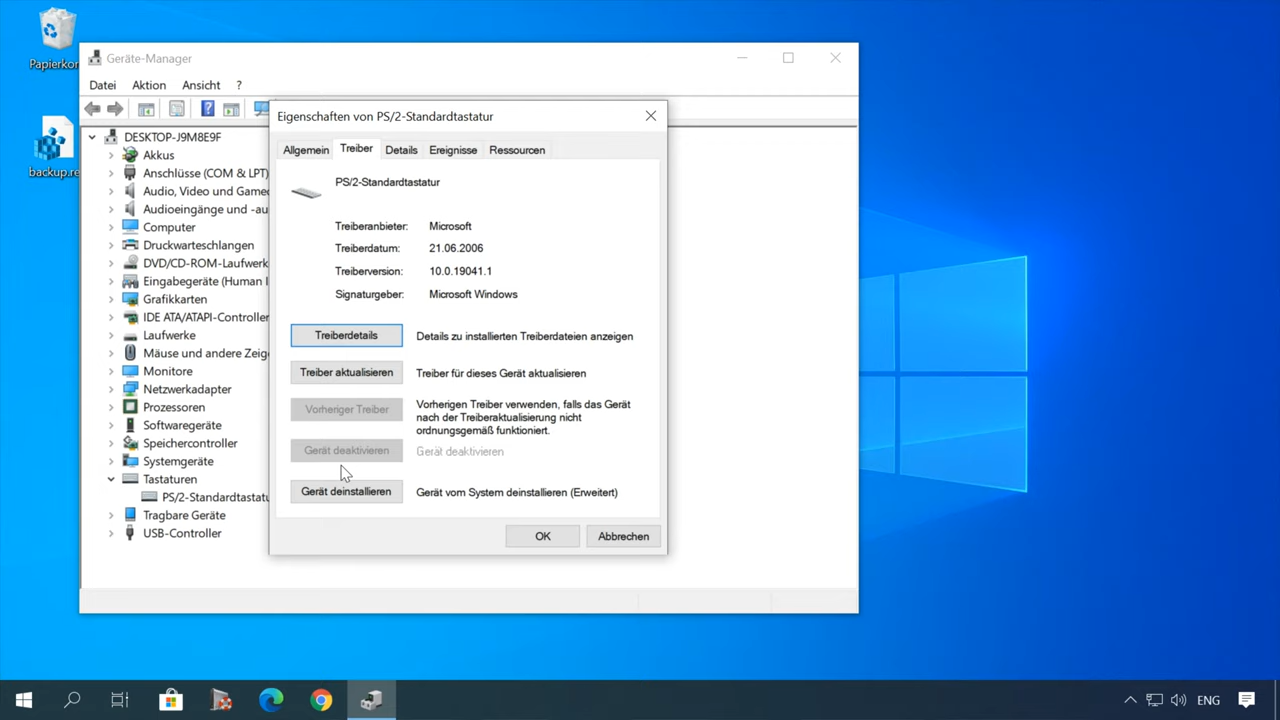 Papierkor
backup.re
Geräte-Manager
Datei Aktion Ansicht ?
DESKTOP-J9M8E9F
Akkus
Anschlüsse (COM & LPT)
Audio, Video und Gamec
Audioeingänge und -au
Computer
Druckwarteschlangen
DVD/CD-ROM-Laufwerk
Eingabegeräte (Human I
Grafikkarten
IDE ATA/ATAPI-Controller
Laufwerke
Mäuse und andere Zeig
Monitore
Netzwerkadapter
Prozessoren
Softwaregeräte
Speichercontroller
Systemgeräte
Tastaturen
PS/2-Standardtastatu
Tragbare Geräte
USB-Controller
Eigenschaften von PS/2-Standardtastatur
Allgemein Treiber Details Ereignisse Ressourcen
PS/2-Standardtastatur
Treiberanbieter: Microsoft
Treiberdatum: 21.06.2006
Treiberversion: 10.0.19041.1
Signaturgeber: Microsoft Windows
Treiberdetails Details zu installierten Treiberdateien anzeigen
Treiber aktualisieren Treiber für dieses Gerät aktualisieren
Vorheriger Treiber Vorherigen Treiber verwenden, falls das Gerät
nach der Treiberaktualisierung nicht
ordnungsgemäß funktioniert.
Gerät deaktivieren Gerät deaktivieren
Gerät deinstallieren Gerät vom System deinstallieren (Erweitert)
OK Abbrechen
ENG